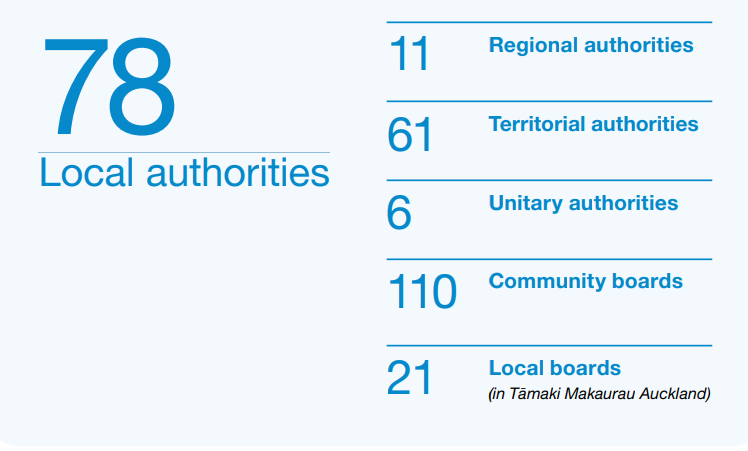 78
Local authorities
11 Regional authorities
61 Territorial authorities
6 Unitary authorities
110 Community boards
21 Local boards
(in Tāmaki Makaurau Auckland)